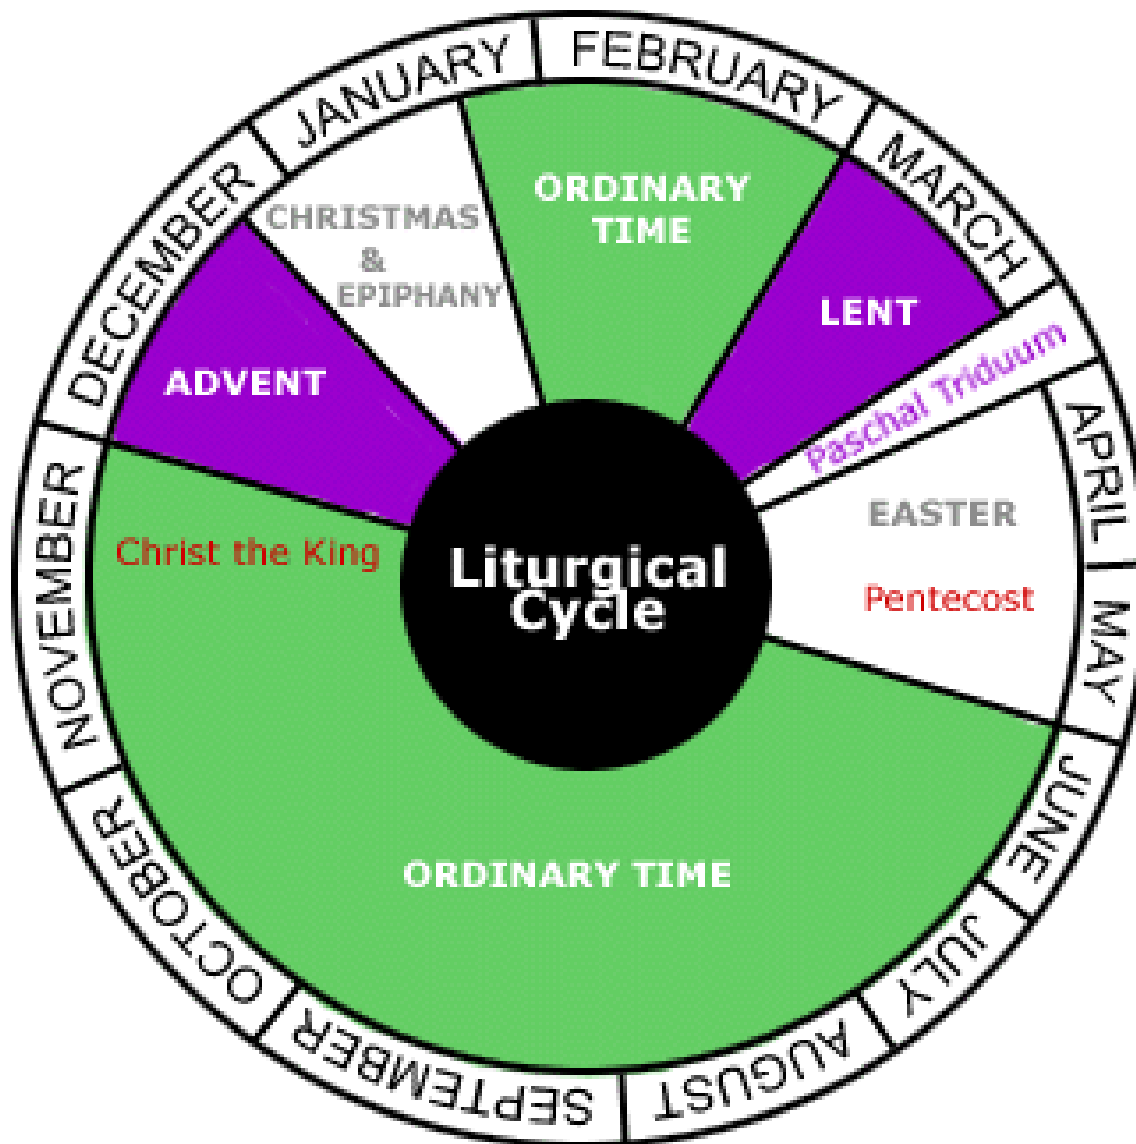 JANUARY
FEBRUARY
MARCH
APRIL
MAY
JUNE
JULY
AUGUST
SEPTEMBER
OCTOBER
NOVEMBER
DECEMBER
CHRISTMAS
&
EPIPHANY
ORDINARY
TIME
LENT
Paschal Triduum
EASTER
Pentecost
ORDINARY TIME
Christ the King
ADVENT
Liturgical
Cycle